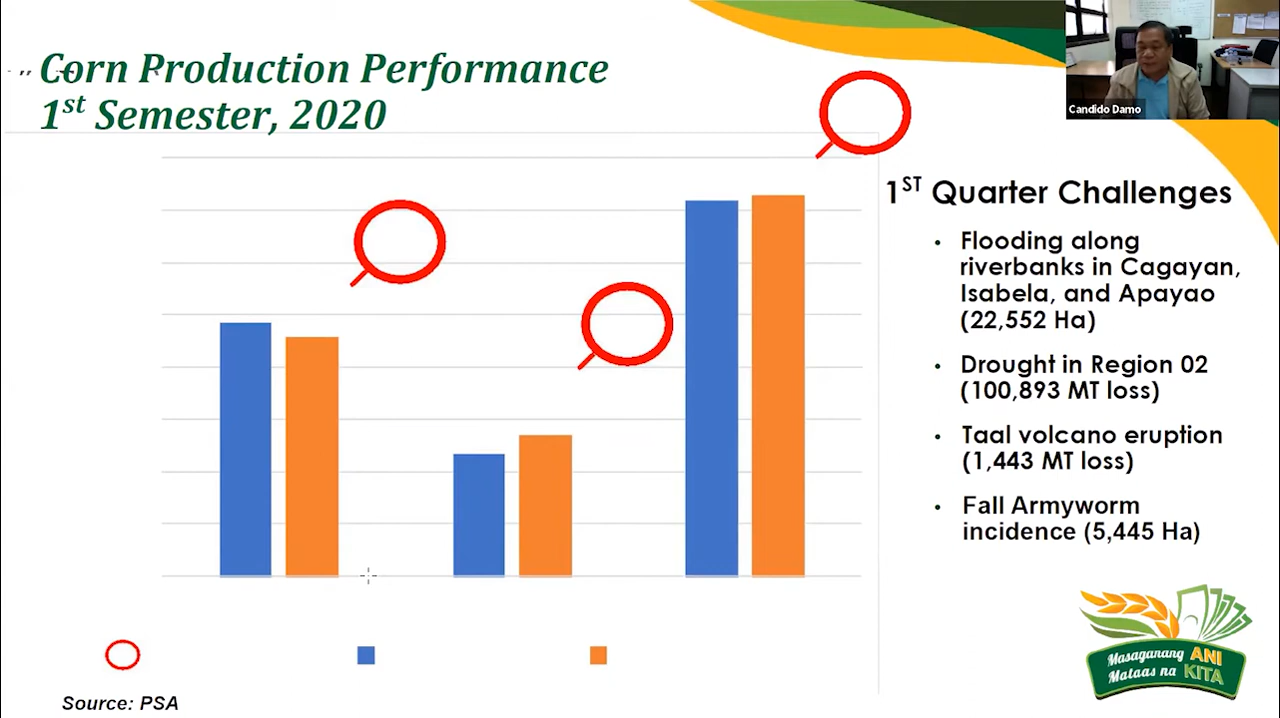 Corn Production Performance
1st Semester, 2020
Candido Damo
1ST Quarter Challenges
• Flooding along
riverbanks in Cagayan,
Isabela, and Apayao
(22,552 Ha)
• Drought in Region 02
(100,893 MT loss)
• Taal volcano eruption
(1,443 MT loss)
• Fall Armyworm
incidence (5,445 Ha)
Masaganang ANI
Mataas na KITA
Source: PSA